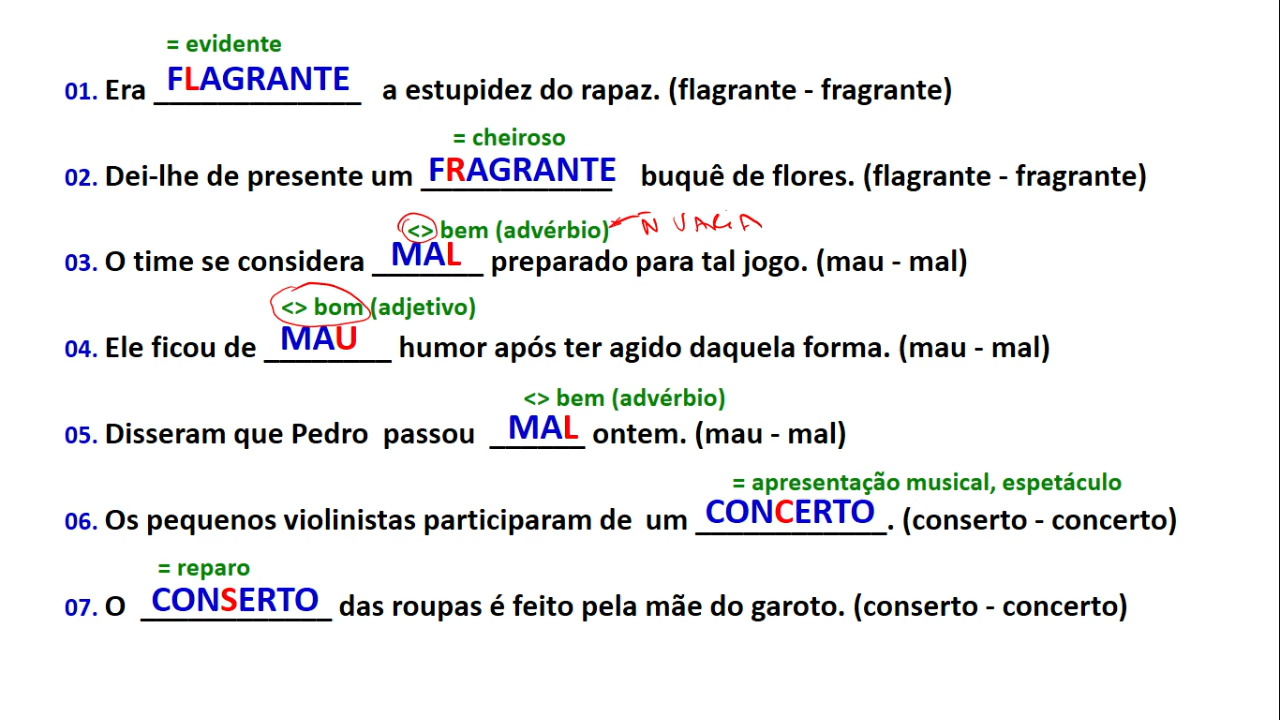 = evidente
01. Era FLAGRANTE a estupidez do rapaz. (flagrante - fragrante)
= cheiroso
02. Dei-lhe de presente um FRAGRANTE buquê de flores. (flagrante - fragrante)
<> bem (advérbio) Ñ VARIA
03. O time se considera MAL preparado para tal jogo. (mau - mal)
<> bom (adjetivo)
04. Ele ficou de MAU humor após ter agido daquela forma. (mau - mal)
<> bem (advérbio)
05. Disseram que Pedro passou MAL ontem. (mau - mal)
= apresentação musical, espetáculo
06. Os pequenos violinistas participaram de um CONCERTO. (conserto - concerto)
= reparo
07. O CONSERTO das roupas é feito pela mãe do garoto. (conserto - concerto)